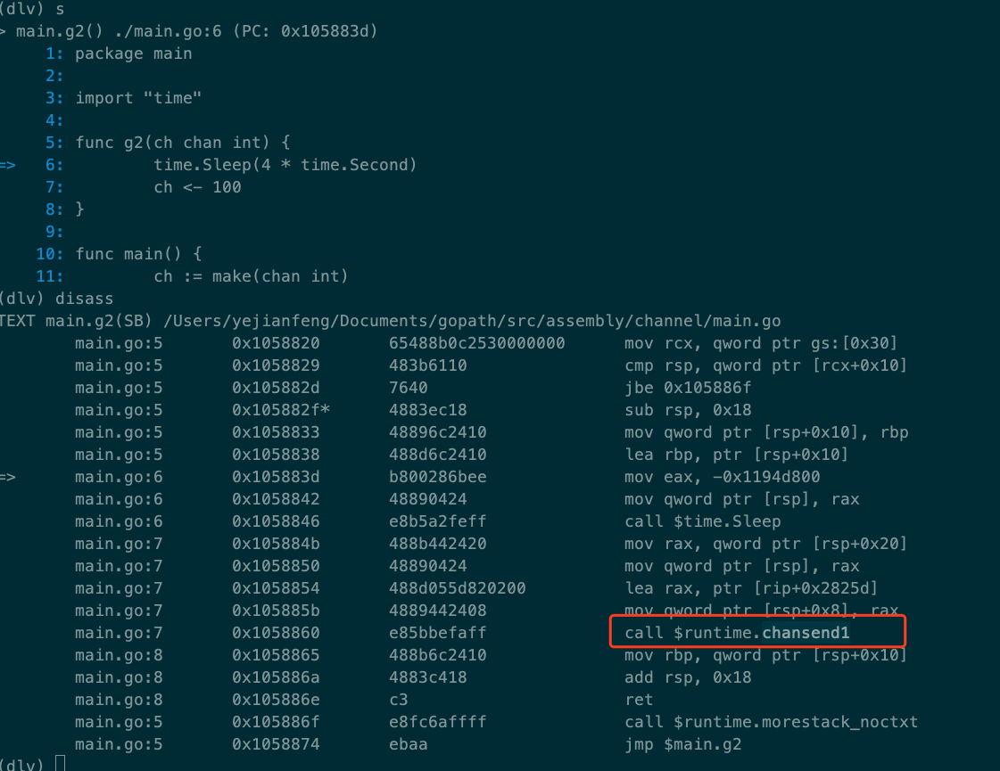 (dlv) s
> main.g2() ./main.go:6 (PC: 0x105883d)
     1: package main
     2:
     3: import "time"
     4:
     5: func g2(ch chan int) {
=>   6:         time.Sleep(4 * time.Second)
     7:         ch <- 100
     8: }
     9:
    10: func main() {
    11:         ch := make(chan int)
(dlv) disass
TEXT main.g2(SB) /Users/yejianfeng/Documents/gopath/src/assembly/channel/main.go
        main.go:5       0x1058820       65488b0c2530000000      mov rcx, qword ptr gs:[0x30]
        main.go:5       0x1058829       483b6110                cmp rsp, qword ptr [rcx+0x10]
        main.go:5       0x105882d       7640                    jbe 0x105886f
        main.go:5       0x105882f*      4883ec18                sub rsp, 0x18
        main.go:5       0x1058833       48896c2410              mov qword ptr [rsp+0x10], rbp
        main.go:5       0x1058838       488d6c2410              lea rbp, ptr [rsp+0x10]
=>      main.go:6       0x105883d       b800286bee              mov eax, -0x1194d800
        main.go:6       0x1058842       48890424                mov qword ptr [rsp], rax
        main.go:6       0x1058846       e8b5a2feff              call $time.Sleep
        main.go:7       0x105884b       488b442420              mov rax, qword ptr [rsp+0x20]
        main.go:7       0x1058850       48890424                mov qword ptr [rsp], rax
        main.go:7       0x1058854       488d055d820200          lea rax, ptr [rip+0x2825d]
        main.go:7       0x105885b       4889442408              mov qword ptr [rsp+0x8], rax
        main.go:7       0x1058860       e85bbefaff              call $runtime.chansend1
        main.go:8       0x1058865       488b6c2410              mov rbp, qword ptr [rsp+0x10]
        main.go:8       0x105886a       4883c418                add rsp, 0x18
        main.go:8       0x105886e       c3                      ret
        main.go:5       0x105886f       e8fc6affff              call $runtime.morestack_noctxt
        main.go:5       0x1058874       ebaa                    jmp $main.g2
(dlv)